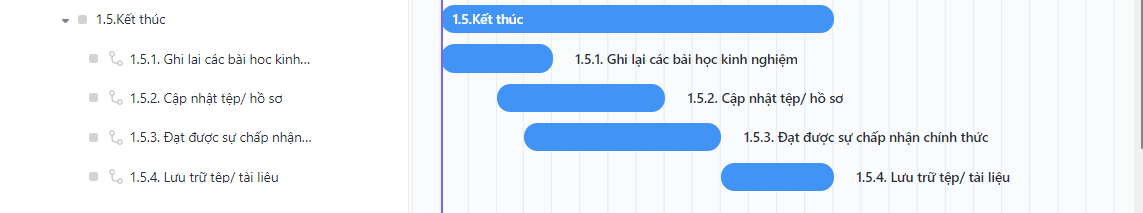 1.5.Kết thúc
1.5.Kết thúc
1.5.1. Ghi lại các bài học kinh...
1.5.1. Ghi lại các bài học kinh nghiệm
1.5.2. Cập nhật tệp/ hồ sơ
1.5.2. Cập nhật tệp/ hồ sơ
1.5.3. Đạt được sự chấp nhận...
1.5.3. Đạt được sự chấp nhận chính thức
1.5.4. Lưu trữ tệp/ tài liệu
1.5.4. Lưu trữ tệp/ tài liệu